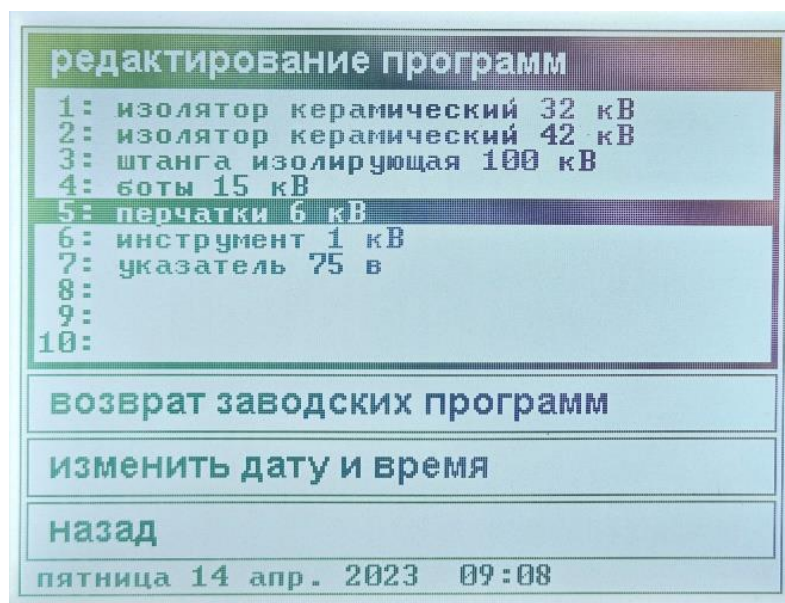 редактирование программ
1: изолятор керамический 32 кВ
2: изолятор керамический 42 кВ
3: штанга изолирующая 100 кВ
4: боты 15 кВ
5: перчатки 6 кВ
6: инструмент 1 кВ
7: указатель 75 в
8:
9:
10:
возврат заводских программ
изменить дату и время
назад
пятница 14 апр. 2023 09:08